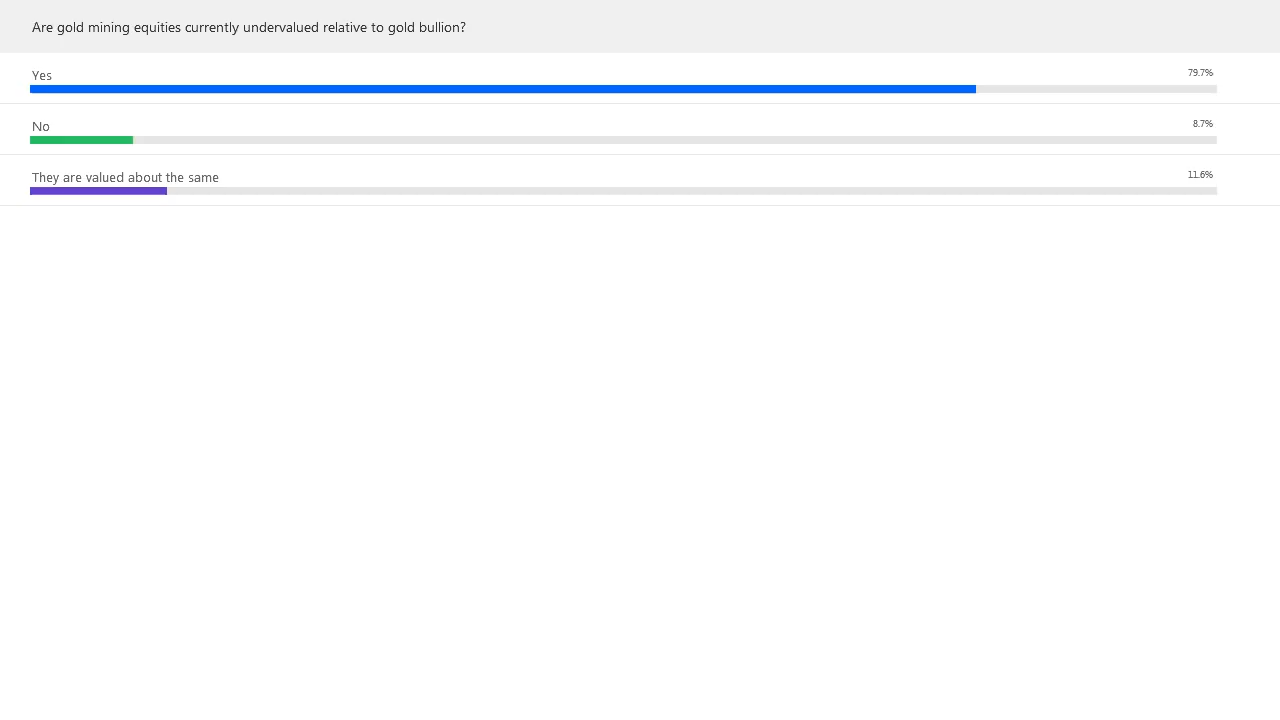 Are gold mining equities currently undervalued relative to gold bullion?
Yes
79.7%
No
8.7%
They are valued about the same
11.6%